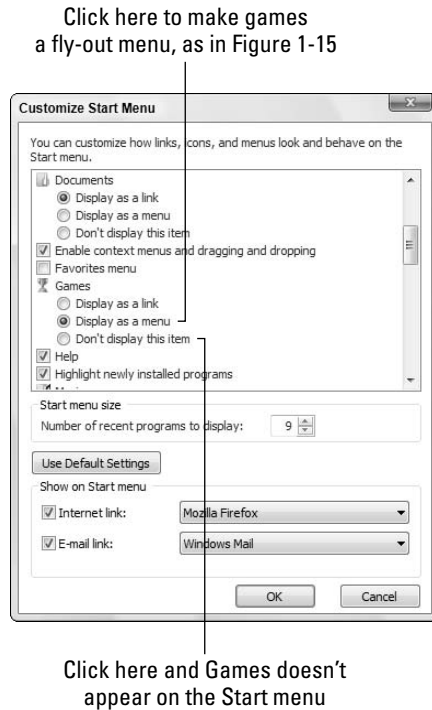 Click here to make games
a fly-out menu, as in Figure 1-15
Customize Start Menu
You can customize how links, icons, and menus look and behave on the
Start menu.
Documents
Display as a link
Display as a menu
Don't display this item
Enable context menus and dragging and dropping
Favorites menu
Games
Display as a link
Display as a menu
Don't display this item
Help
Highlight newly installed programs
Start menu size
Number of recent programs to display: 9
Use Default Settings
Show on Start menu
Internet link: Mozilla Firefox
E-mail link: Windows Mail
OK Cancel
Click here and Games doesn't
appear on the Start menu